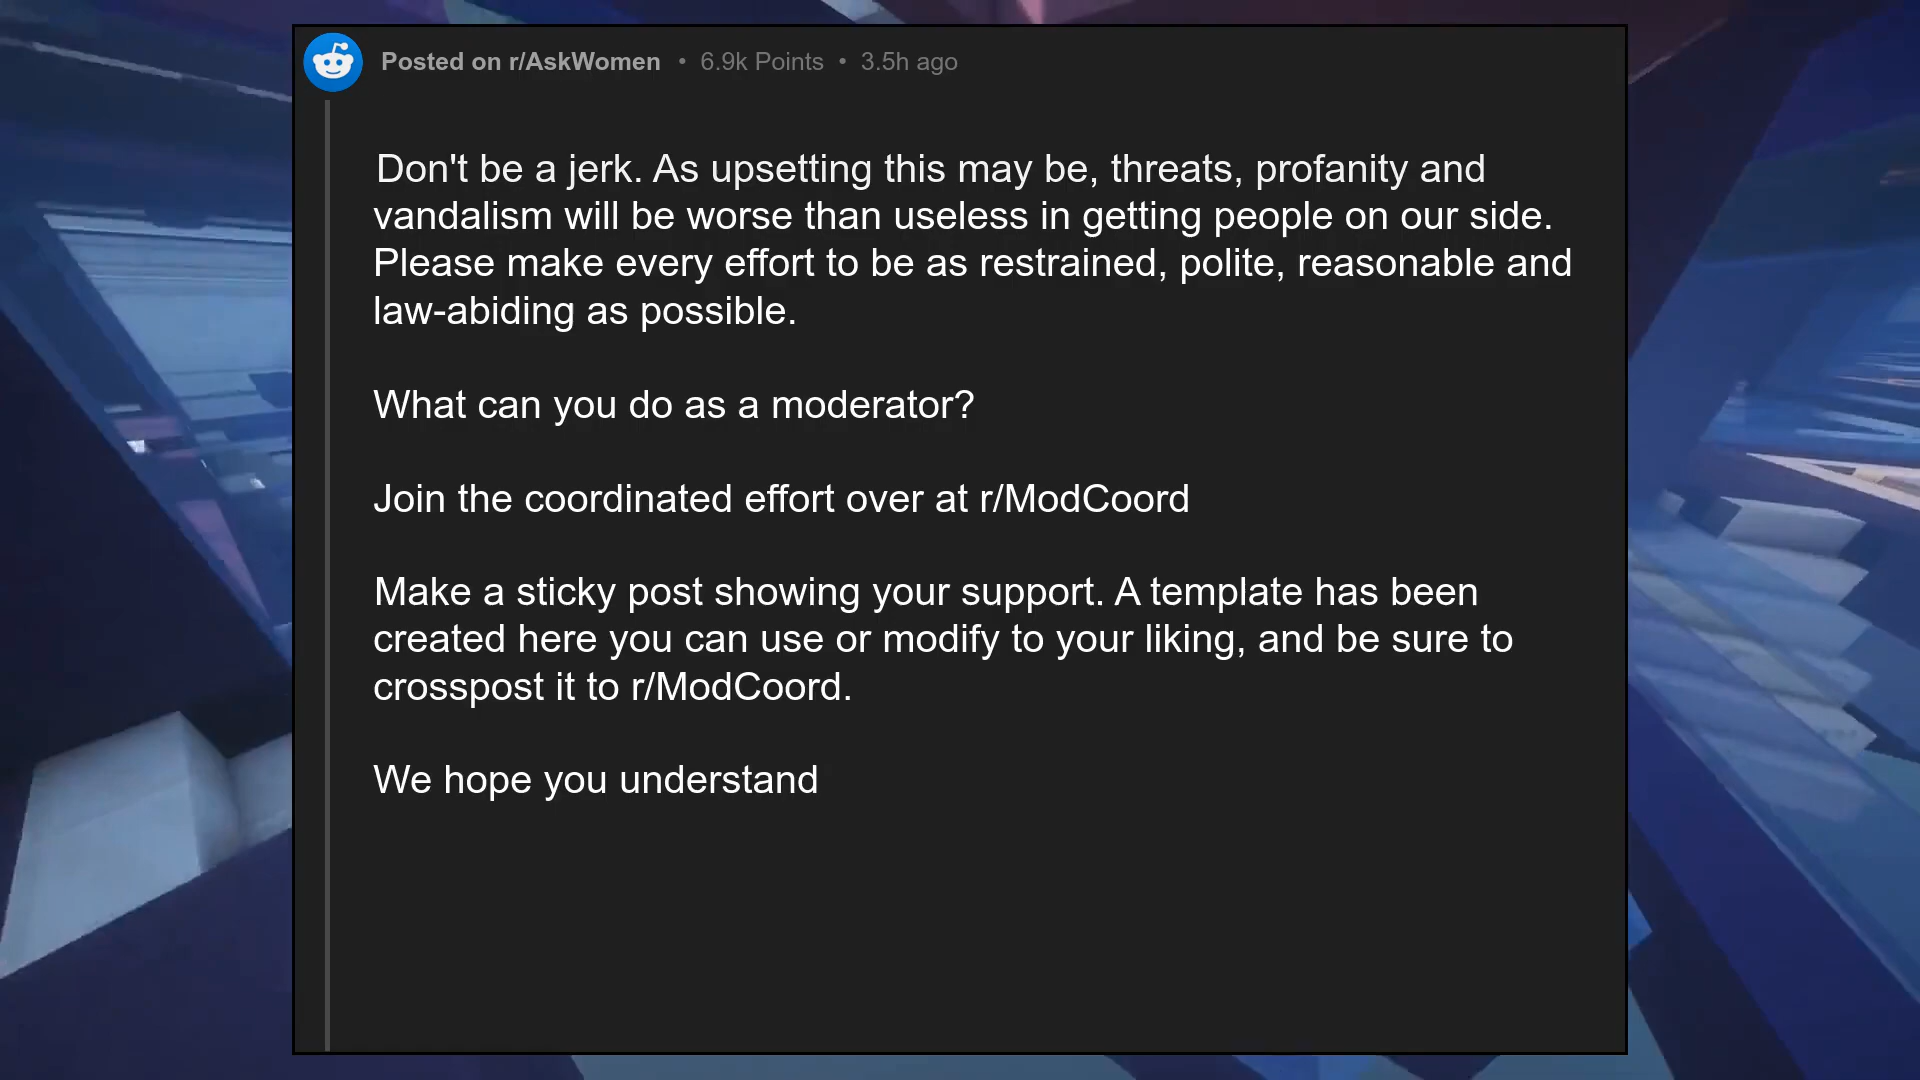 Posted on r/AskWomen • 6.9k Points • 3.5h ago
Don't be a jerk. As upsetting this may be, threats, profanity and
vandalism will be worse than useless in getting people on our side.
Please make every effort to be as restrained, polite, reasonable and
law-abiding as possible.
What can you do as a moderator?
Join the coordinated effort over at r/ModCoord
Make a sticky post showing your support. A template has been
created here you can use or modify to your liking, and be sure to
crosspost it to r/ModCoord.
We hope you understand